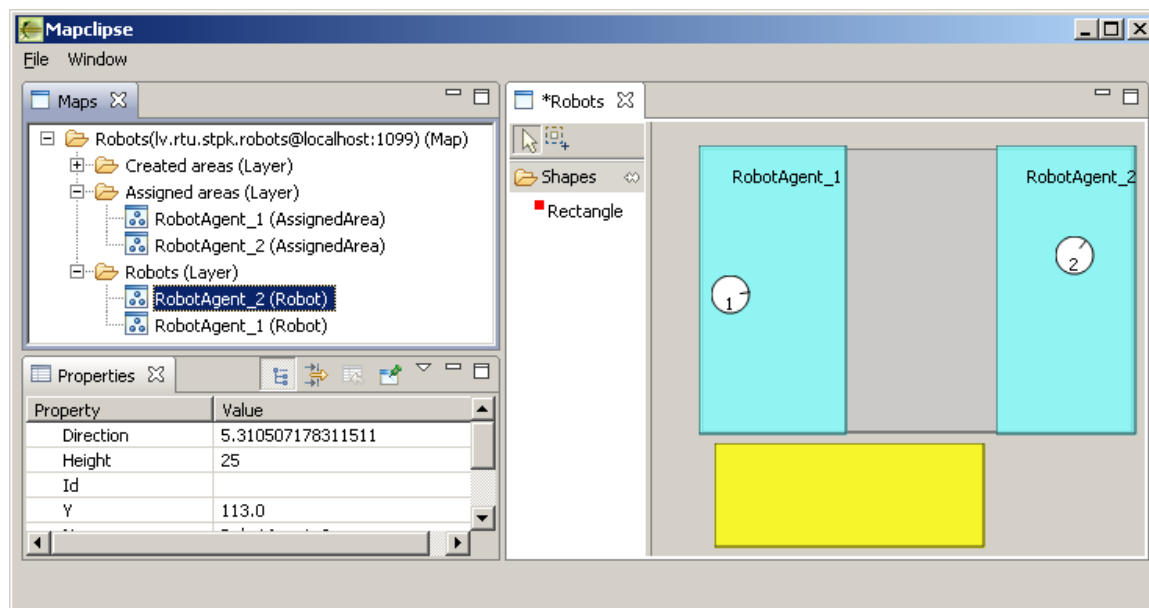 Mapclipse
File Window
Maps
Robots(lv.rtu.stpk.robots@localhost:1099) (Map)
Created areas (Layer)
Assigned areas (Layer)
RobotAgent_1 (AssignedArea)
RobotAgent_2 (AssignedArea)
Robots (Layer)
RobotAgent_2 (Robot)
RobotAgent_1 (Robot)
Properties
Property Value
Direction 5.310507178311511
Height 25
Id
Y 113.0
*Robots
Shapes
Rectangle
RobotAgent_1
RobotAgent_2
1
2